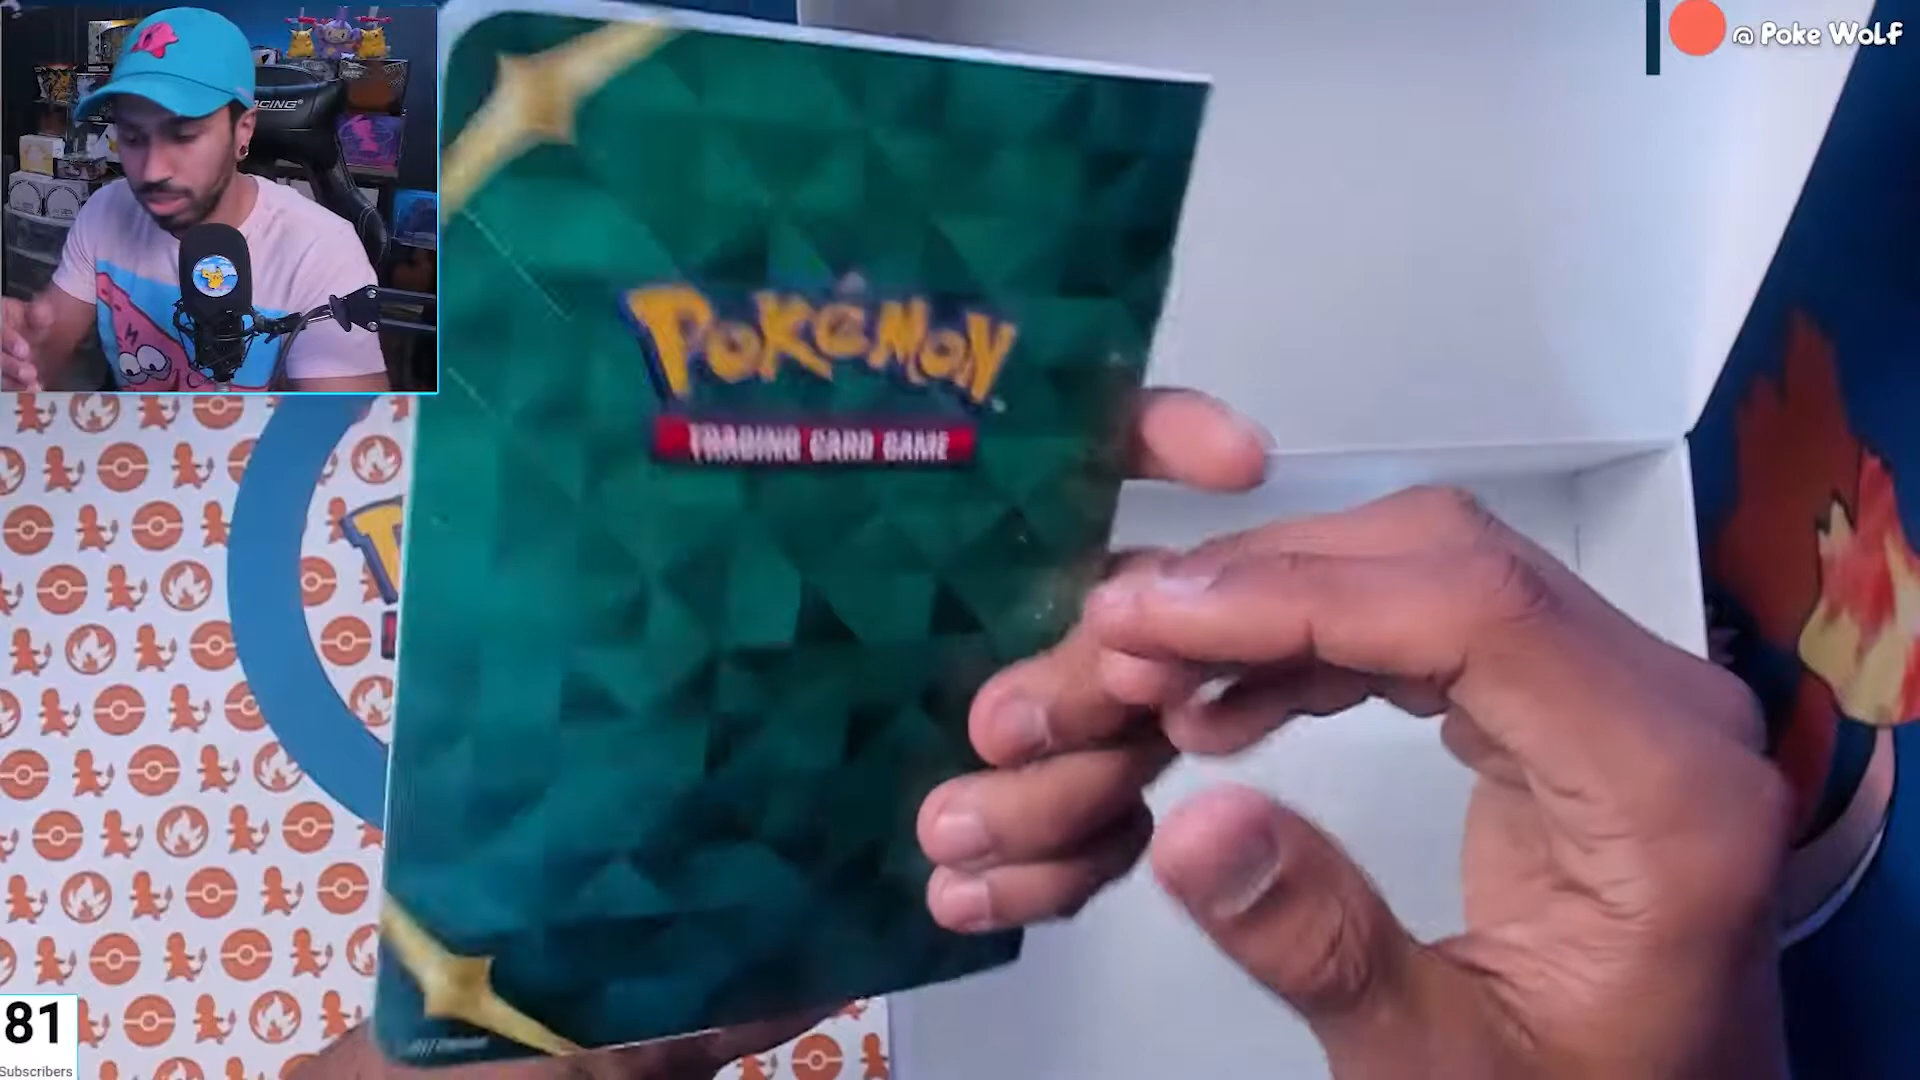 @ Poke WoLf
POKéMON
TRADING CARD GAME
81
Subscribers